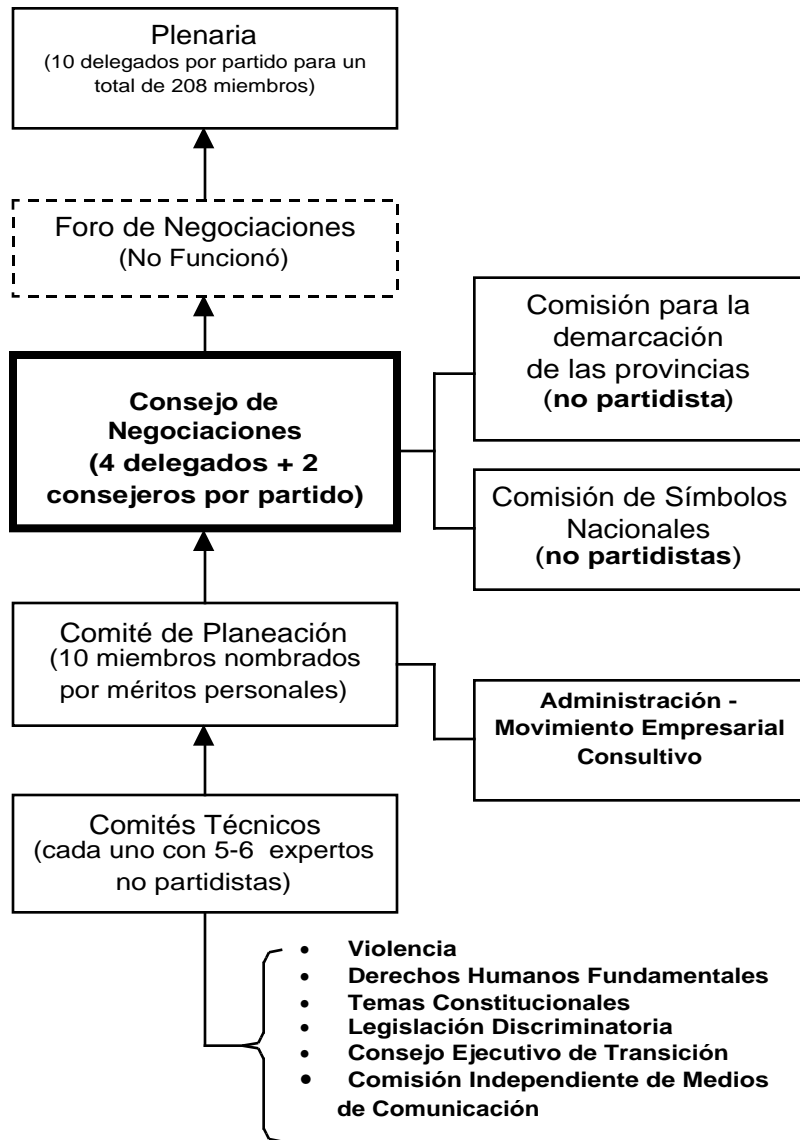 Plenaria
(10 delegados por partido para un
total de 208 miembros)
Foro de Negociaciones
(No Funcionó)
Comisión para la
demarcación
de las provincias
(no partidista)
Consejo de
Negociaciones
(4 delegados + 2
consejeros por partido)
Comisión de Símbolos
Nacionales
(no partidistas)
Comité de Planeación
(10 miembros nombrados
por méritos personales)
Administración -
Movimiento Empresarial
Consultivo
Comités Técnicos
(cada uno con 5-6 expertos
no partidistas)
• Violencia
• Derechos Humanos Fundamentales
• Temas Constitucionales
• Legislación Discriminatoria
• Consejo Ejecutivo de Transición
• Comisión Independiente de Medios
de Comunicación